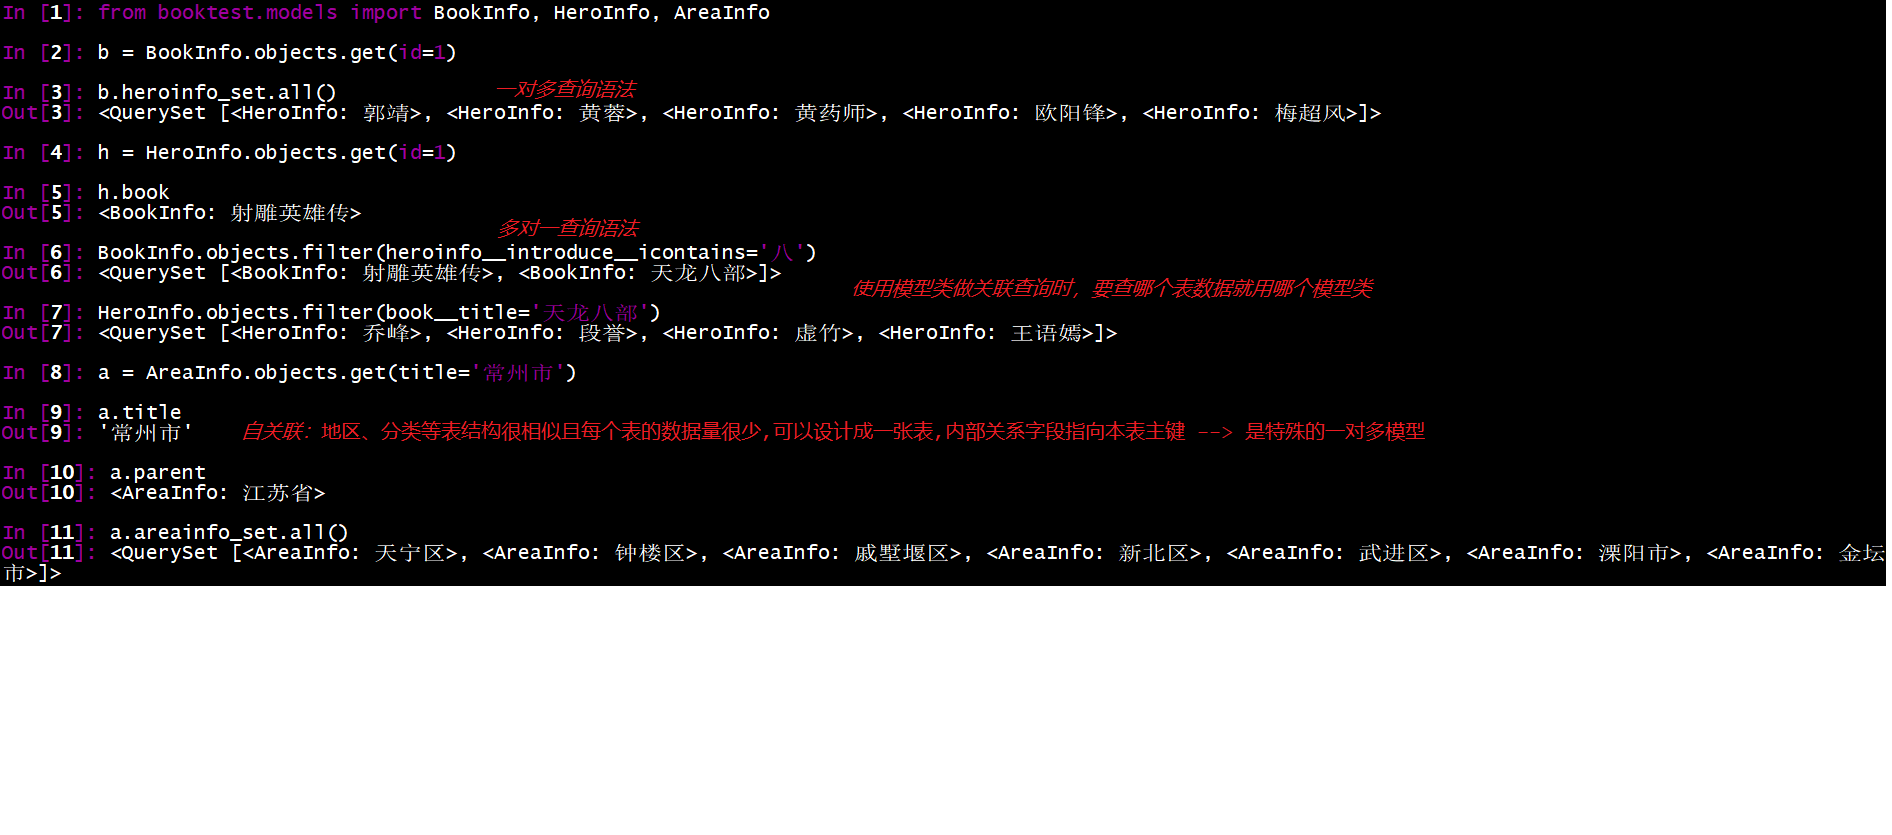 In [1]: from booktest.models import BookInfo, HeroInfo, AreaInfo
In [2]: b = BookInfo.objects.get(id=1)
In [3]: b.heroinfo_set.all()
一对多查询语法
Out[3]: <QuerySet [<HeroInfo: 郭靖>, <HeroInfo: 黄蓉>, <HeroInfo: 黄药师>, <HeroInfo: 欧阳锋>, <HeroInfo: 梅超风>]>
In [4]: h = HeroInfo.objects.get(id=1)
In [5]: h.book
Out[5]: <BookInfo: 射雕英雄传>
多对一查询语法
In [6]: BookInfo.objects.filter(heroinfo__introduce__icontains='八')
Out[6]: <QuerySet [<BookInfo: 射雕英雄传>, <BookInfo: 天龙八部>]>
使用模型类做关联查询时，要查哪个表数据就用哪个模型类
In [7]: HeroInfo.objects.filter(book__title='天龙八部')
Out[7]: <QuerySet [<HeroInfo: 乔峰>, <HeroInfo: 段誉>, <HeroInfo: 虚竹>, <HeroInfo: 王语嫣>]>
In [8]: a = AreaInfo.objects.get(title='常州市')
In [9]: a.title
Out[9]: '常州市'
自关联：地区、分类等表结构很相似且每个表的数据量很少,可以设计成一张表,内部关系字段指向本表主键 --> 是特殊的一对多模型
In [10]: a.parent
Out[10]: <AreaInfo: 江苏省>
In [11]: a.areainfo_set.all()
Out[11]: <QuerySet [<AreaInfo: 天宁区>, <AreaInfo: 钟楼区>, <AreaInfo: 戚墅堰区>, <AreaInfo: 新北区>, <AreaInfo: 武进区>, <AreaInfo: 溧阳市>, <AreaInfo: 金坛
市>]>